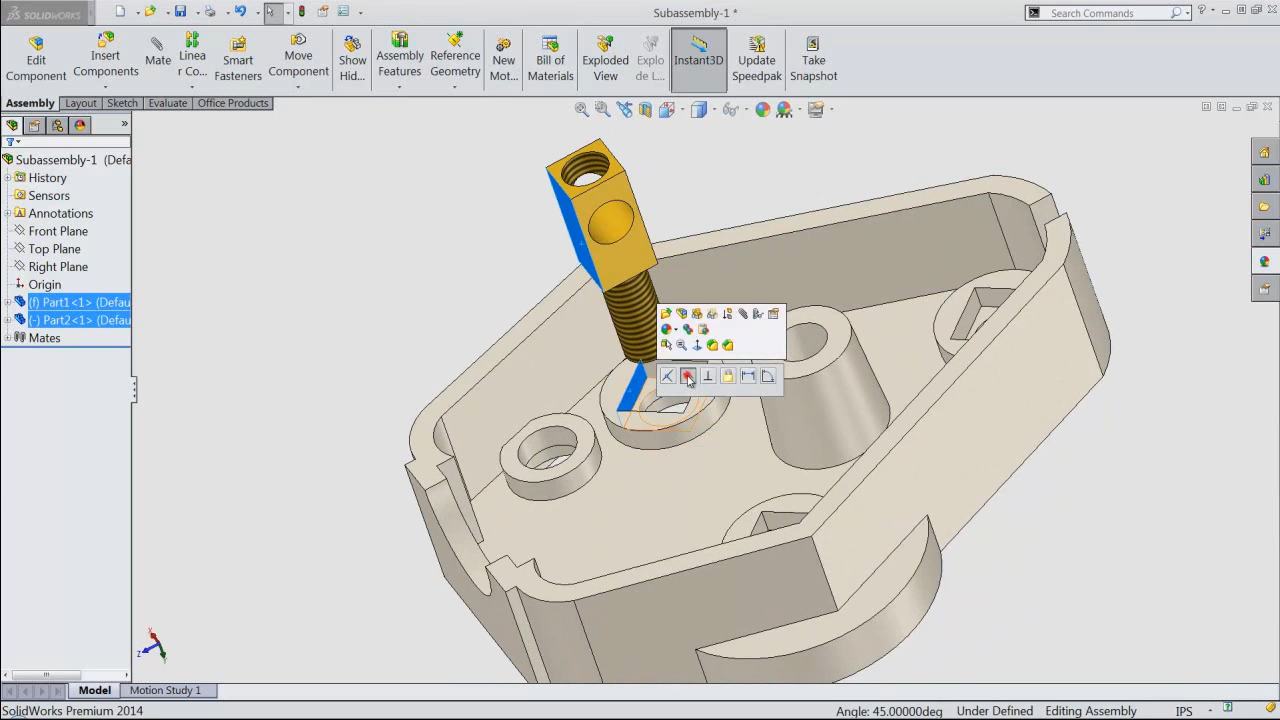 SOLIDWORKS
Subassembly-1 *
Search Commands
Edit Component
Insert Components
Mate
Linea r Co...
Smart Fasteners
Move Component
Show Hid...
Assembly Features
Reference Geometry
New Mot...
Bill of Materials
Exploded View
Explo de L...
Instant3D
Update Speedpak
Take Snapshot
Assembly
Layout
Sketch
Evaluate
Office Products
Subassembly-1 (Defa
History
Sensors
Annotations
Front Plane
Top Plane
Right Plane
Origin
(f) Part1<1> (Defau
(-) Part2<1> (Defau
Mates
X
Z
Y
Model
Motion Study 1
SolidWorks Premium 2014
Angle: 45.00000deg
Under Defined
Editing Assembly
IPS